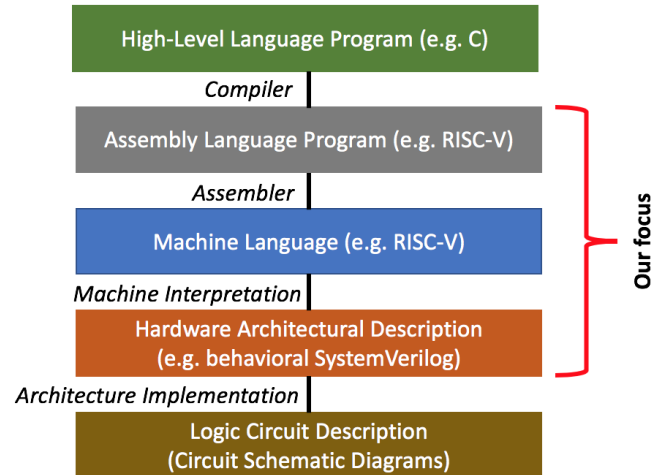 High-Level Language Program (e.g. C)
Compiler
Assembly Language Program (e.g. RISC-V)
Assembler
Machine Language (e.g. RISC-V)
Machine Interpretation
Hardware Architectural Description
(e.g. behavioral SystemVerilog)
Architecture Implementation
Logic Circuit Description
(Circuit Schematic Diagrams)
Our focus